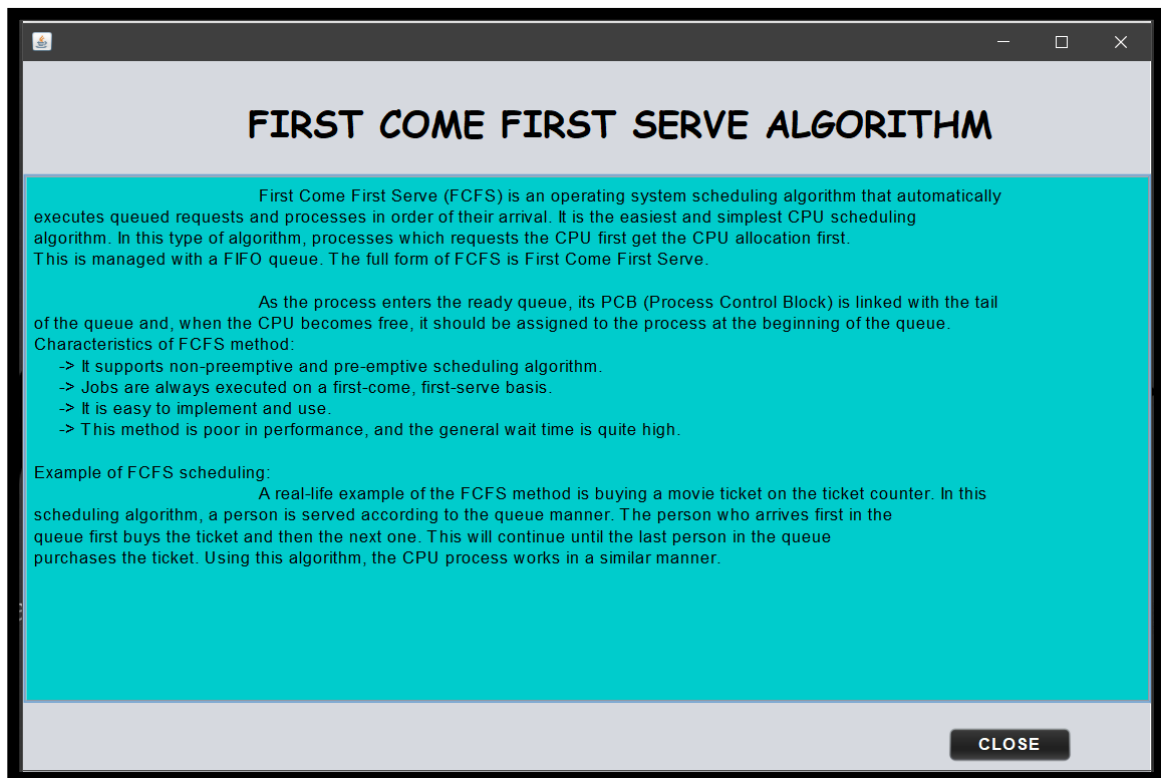 FIRST COME FIRST SERVE ALGORITHM
First Come First Serve (FCFS) is an operating system scheduling algorithm that automatically
executes queued requests and processes in order of their arrival. It is the easiest and simplest CPU scheduling
algorithm. In this type of algorithm, processes which requests the CPU first get the CPU allocation first.
This is managed with a FIFO queue. The full form of FCFS is First Come First Serve.
As the process enters the ready queue, its PCB (Process Control Block) is linked with the tail
of the queue and, when the CPU becomes free, it should be assigned to the process at the beginning of the queue.
Characteristics of FCFS method:
-> It supports non-preemptive and pre-emptive scheduling algorithm.
-> Jobs are always executed on a first-come, first-serve basis.
-> It is easy to implement and use.
-> This method is poor in performance, and the general wait time is quite high.
Example of FCFS scheduling:
A real-life example of the FCFS method is buying a movie ticket on the ticket counter. In this
scheduling algorithm, a person is served according to the queue manner. The person who arrives first in the
queue first buys the ticket and then the next one. This will continue until the last person in the queue
purchases the ticket. Using this algorithm, the CPU process works in a similar manner.
CLOSE